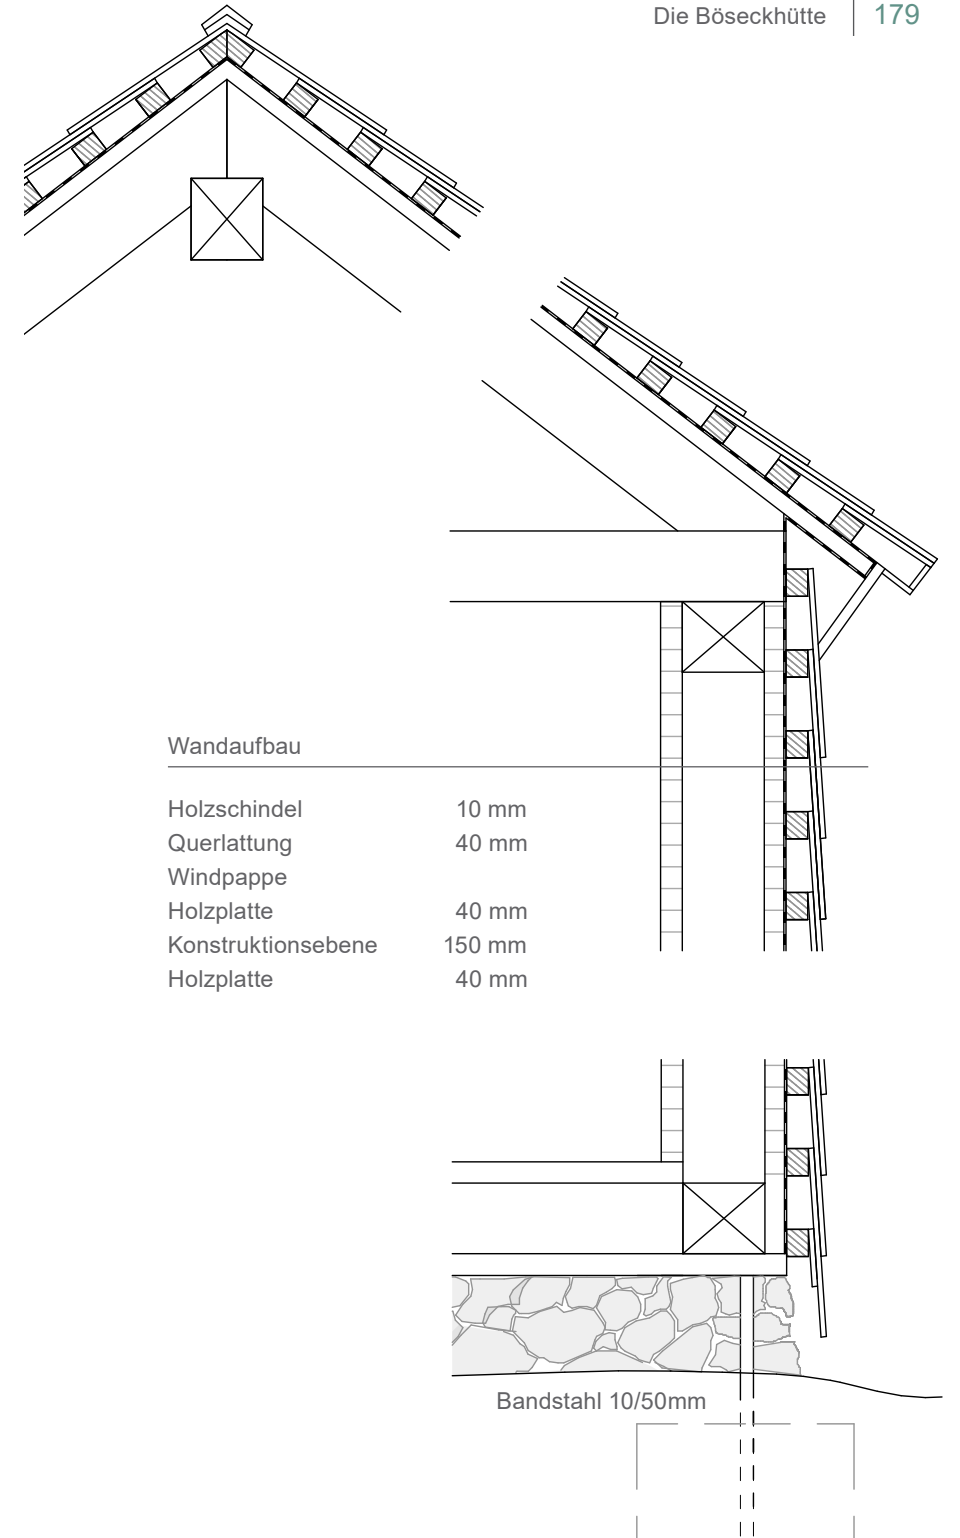 Die Böseckhütte 179
Wandaufbau
Holzschindel 10 mm
Querlattung 40 mm
Windpappe
Holzplatte 40 mm
Konstruktionsebene 150 mm
Holzplatte 40 mm
Bandstahl 10/50mm